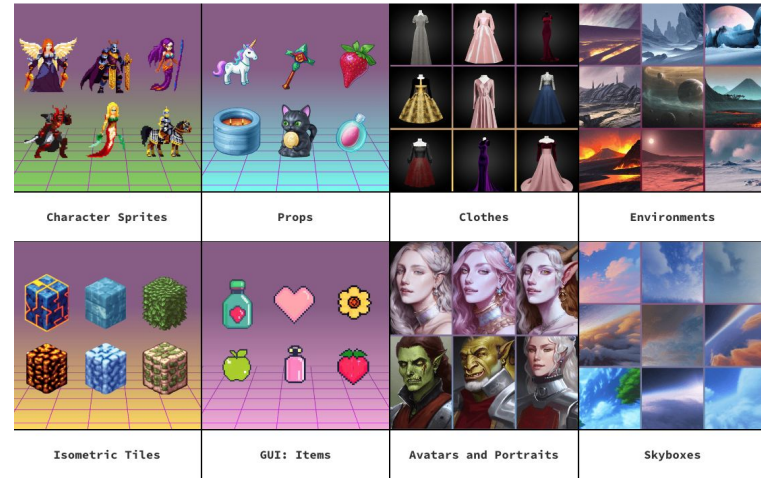 Character Sprites
Props
Clothes
Environments
Isometric Tiles
GUI: Items
Avatars and Portraits
Skyboxes